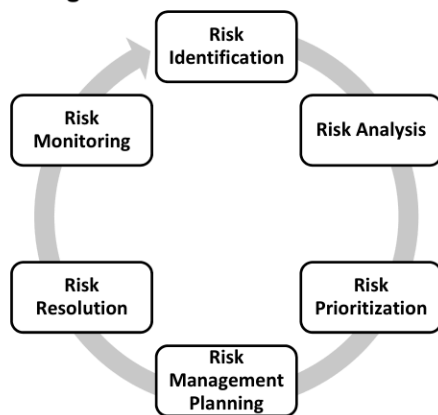 Risk
Identification
Risk Analysis
Risk
Prioritization
Risk
Management
Planning
Risk
Resolution
Risk
Monitoring